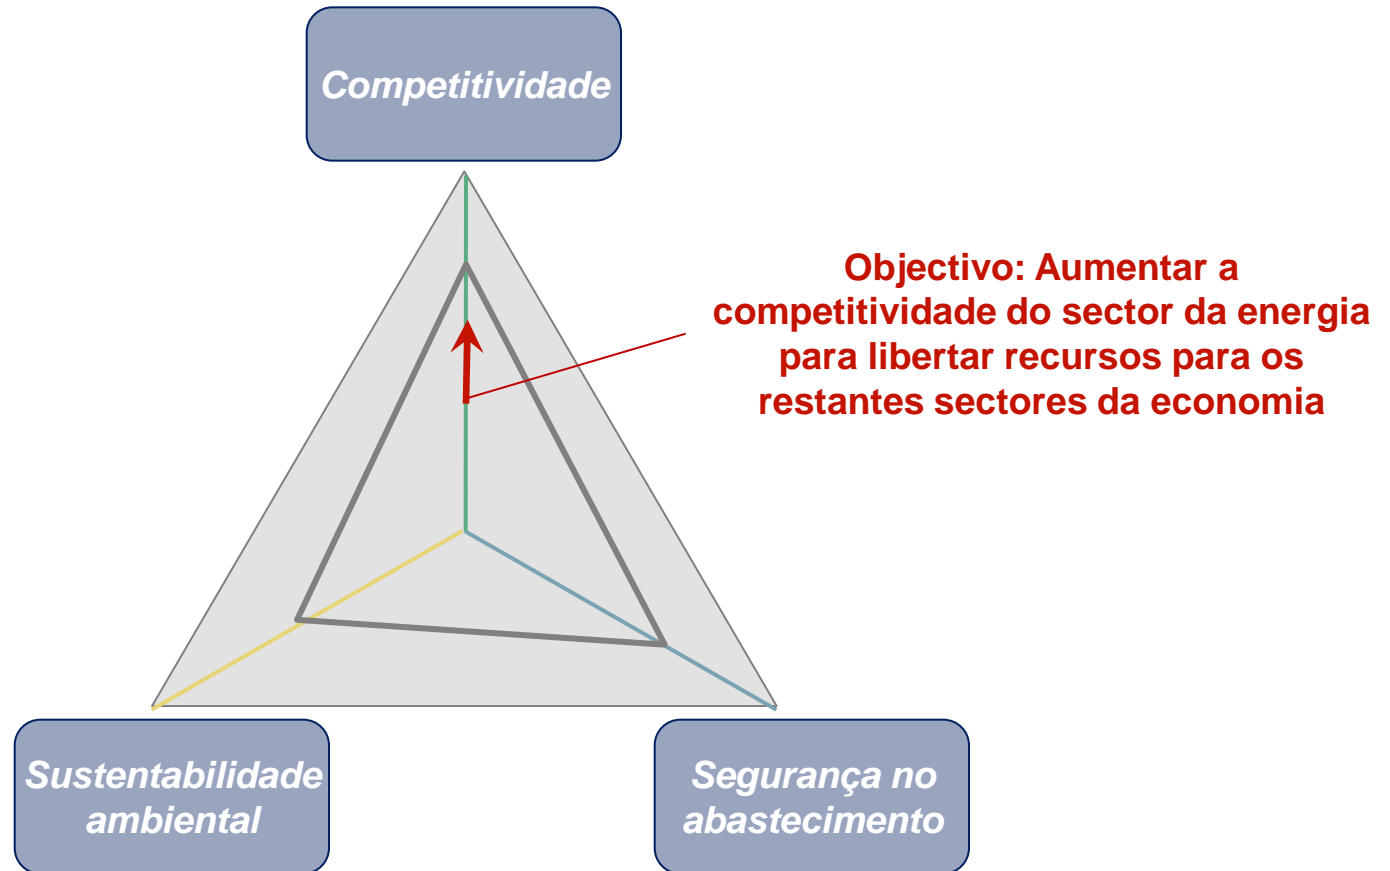 Competitividade
Objectivo: Aumentar a
competitividade do sector da energia
para libertar recursos para os
restantes sectores da economia
Sustentabilidade
ambiental
Segurança no
abastecimento